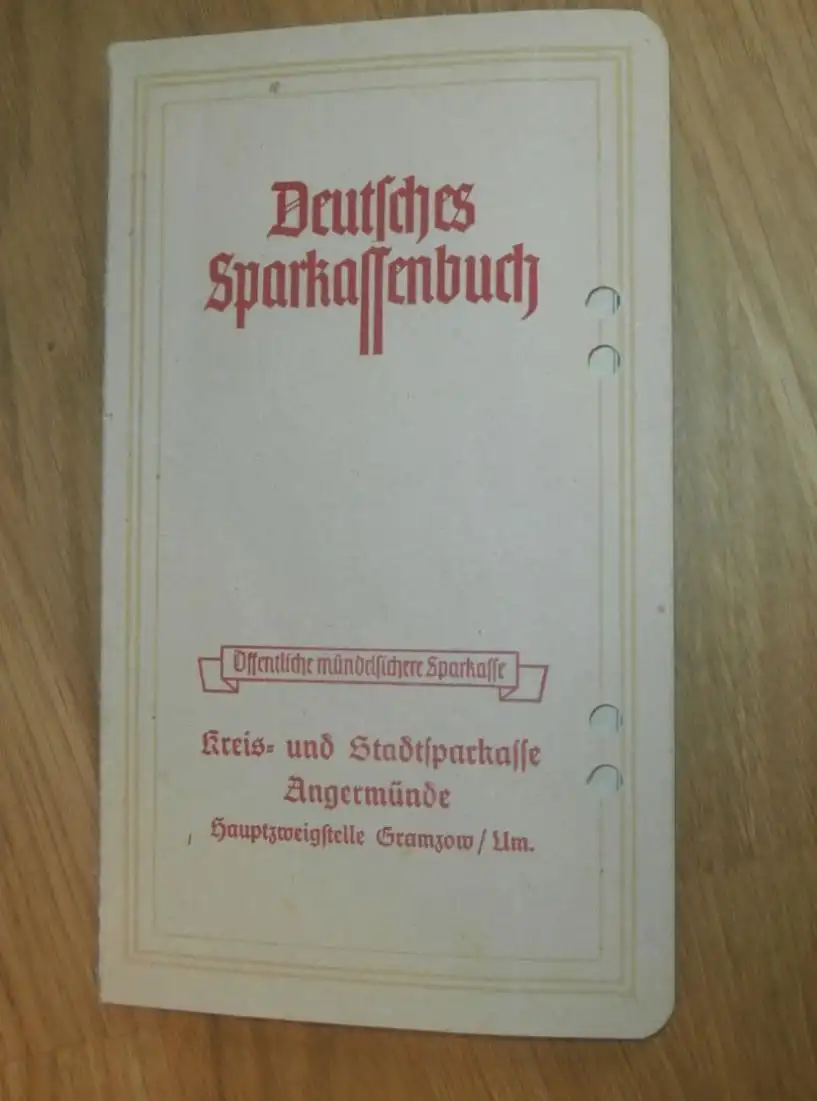 Deutſches
Sparkaſſenbuch
Öffentliche mündelſichere Sparkaſſe
Kreis- und Stadtſparkaſſe
Angermünde
Hauptzweigſtelle Gramzow / Um.